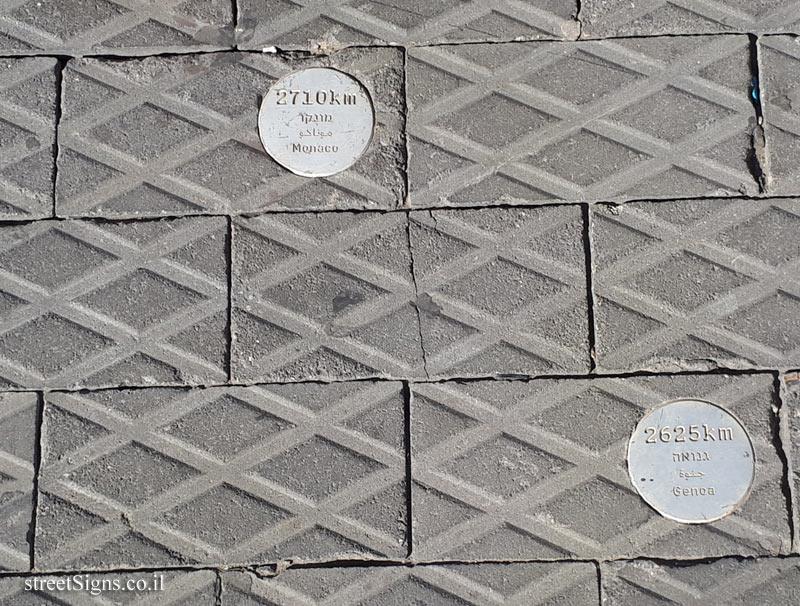 2710km
מונקו
موناكو
Monaco
2625km
גנואה
جنوة
Genoa
streetSigns.co.il